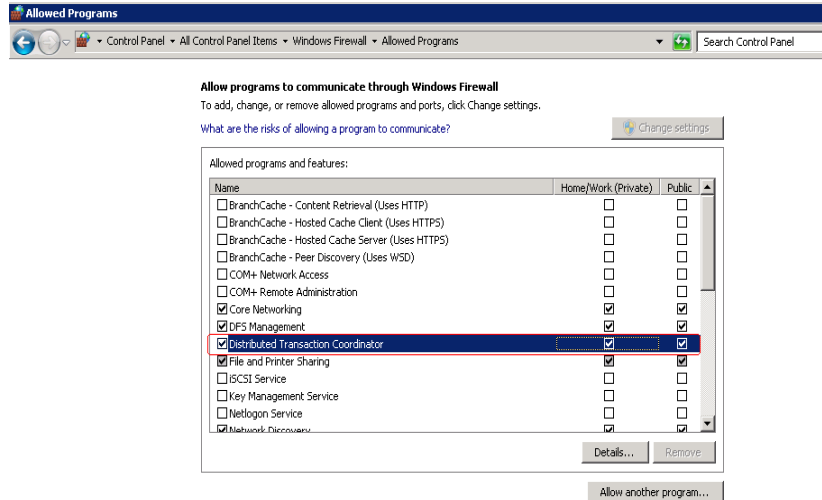 Allowed Programs
Control Panel All Control Panel Items Windows Firewall Allowed Programs Search Control Panel
Allow programs to communicate through Windows Firewall
To add, change, or remove allowed programs and ports, click Change settings.
What are the risks of allowing a program to communicate? Change settings
Allowed programs and features:
Name Home/Work (Private) Public
BranchCache - Content Retrieval (Uses HTTP)
BranchCache - Hosted Cache Client (Uses HTTPS)
BranchCache - Hosted Cache Server (Uses HTTPS)
BranchCache - Peer Discovery (Uses WSD)
COM+ Network Access
COM+ Remote Administration
Core Networking
DFS Management
Distributed Transaction Coordinator
File and Printer Sharing
iSCSI Service
Key Management Service
Netlogon Service
Network Discovery
Details... Remove
Allow another program...